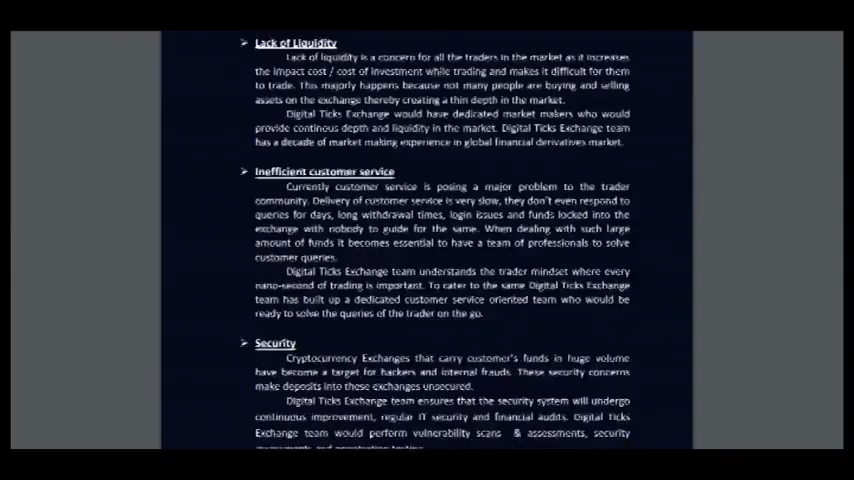 ➢ Lack of Liquidity
Lack of liquidity is a concern for all the traders in the market as it increases
the impact cost / cost of investment while trading and makes it difficult for them
to trade. This majorly happens because not many people are buying and selling
assets on the exchange thereby creating a thin depth in the market.
Digital Ticks Exchange would have dedicated market makers who would
provide continous depth and liquidity in the market. Digital Ticks Exchange team
has a decade of market making experience in global financial derivatives market.
➢ Inefficient customer service
Currently customer service is posing a major problem to the trader
community. Delivery of customer service is very slow, they don't even respond to
queries for days, long withdrawal times, login issues and funds locked into the
exchange with nobody to guide for the same. When dealing with such large
amount of funds it becomes essential to have a team of professionals to solve
customer queries.
Digital Ticks Exchange team understands the trader mindset where every
nano-second of trading is important. To cater to the same Digital Ticks Exchange
team has built up a dedicated customer service oriented team who would be
ready to solve the queries of the trader on the go.
➢ Security
Cryptocurrency Exchanges that carry customer's funds in huge volume
have become a target for hackers and internal frauds. These security concerns
make deposits into these exchanges unsecured.
Digital Ticks Exchange team ensures that the security system will undergo
continuous improvement, regular IT security and financial audits. Digital Ticks
Exchange team would perform vulnerability scans & assessments, security